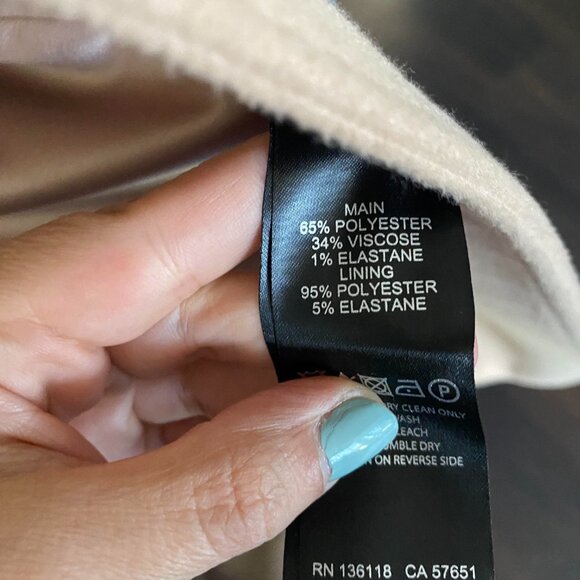 MAIN
65% POLYESTER
34% VISCOSE
1% ELASTANE
LINING
95% POLYESTER
5% ELASTANE
P
CLEAN ONLY
DRY
ON REVERSE SIDE
RN 136118 CA 57651